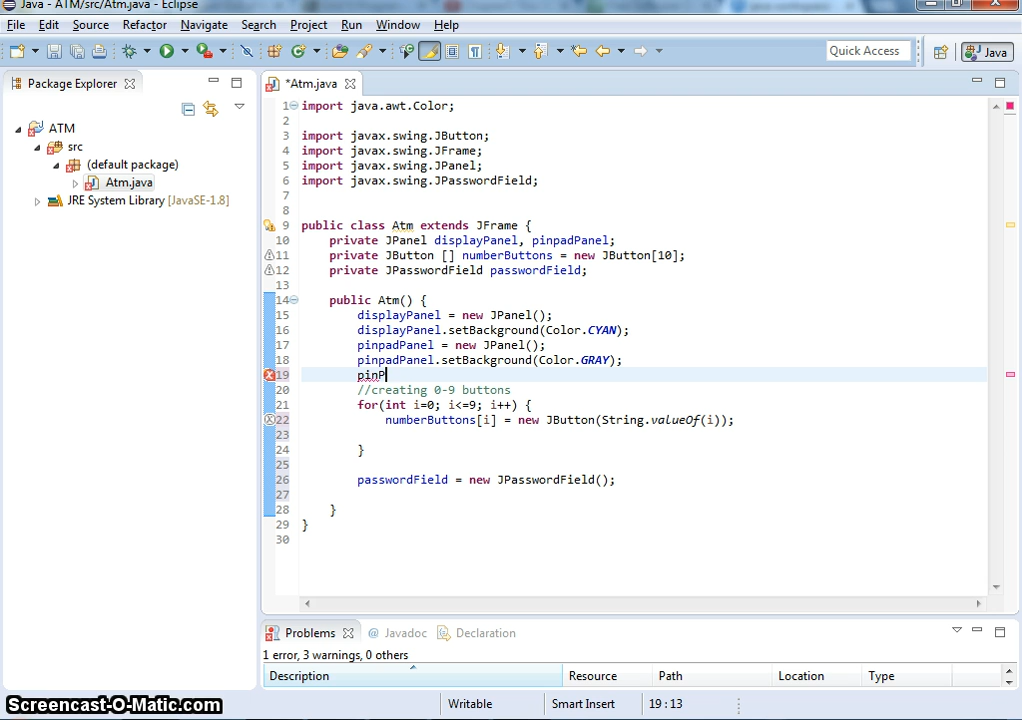 Java - ATM/src/Atm.java - Eclipse
File Edit Source Refactor Navigate Search Project Run Window Help
Quick Access Java
Package Explorer
*Atm.java
ATM
src
(default package)
Atm.java
JRE System Library [JavaSE-1.8]
1 import java.awt.Color;
2
3 import javax.swing.JButton;
4 import javax.swing.JFrame;
5 import javax.swing.JPanel;
6 import javax.swing.JPasswordField;
7
8
9 public class Atm extends JFrame {
10 private JPanel displayPanel, pinpadPanel;
11 private JButton [] numberButtons = new JButton[10];
12 private JPasswordField passwordField;
13
14 public Atm() {
15 displayPanel = new JPanel();
16 displayPanel.setBackground(Color.CYAN);
17 pinpadPanel = new JPanel();
18 pinpadPanel.setBackground(Color.GRAY);
19 pinP
20 //creating 0-9 buttons
21 for(int i=0; i<=9; i++) {
22 numberButtons[i] = new JButton(String.valueOf(i));
23
24 }
25
26 passwordField = new JPasswordField();
27
28 }
29 }
30
Problems @ Javadoc Declaration
1 error, 3 warnings, 0 others
Description Resource Path Location Type
Writable Smart Insert 19:13
Screencast-O-Matic.com